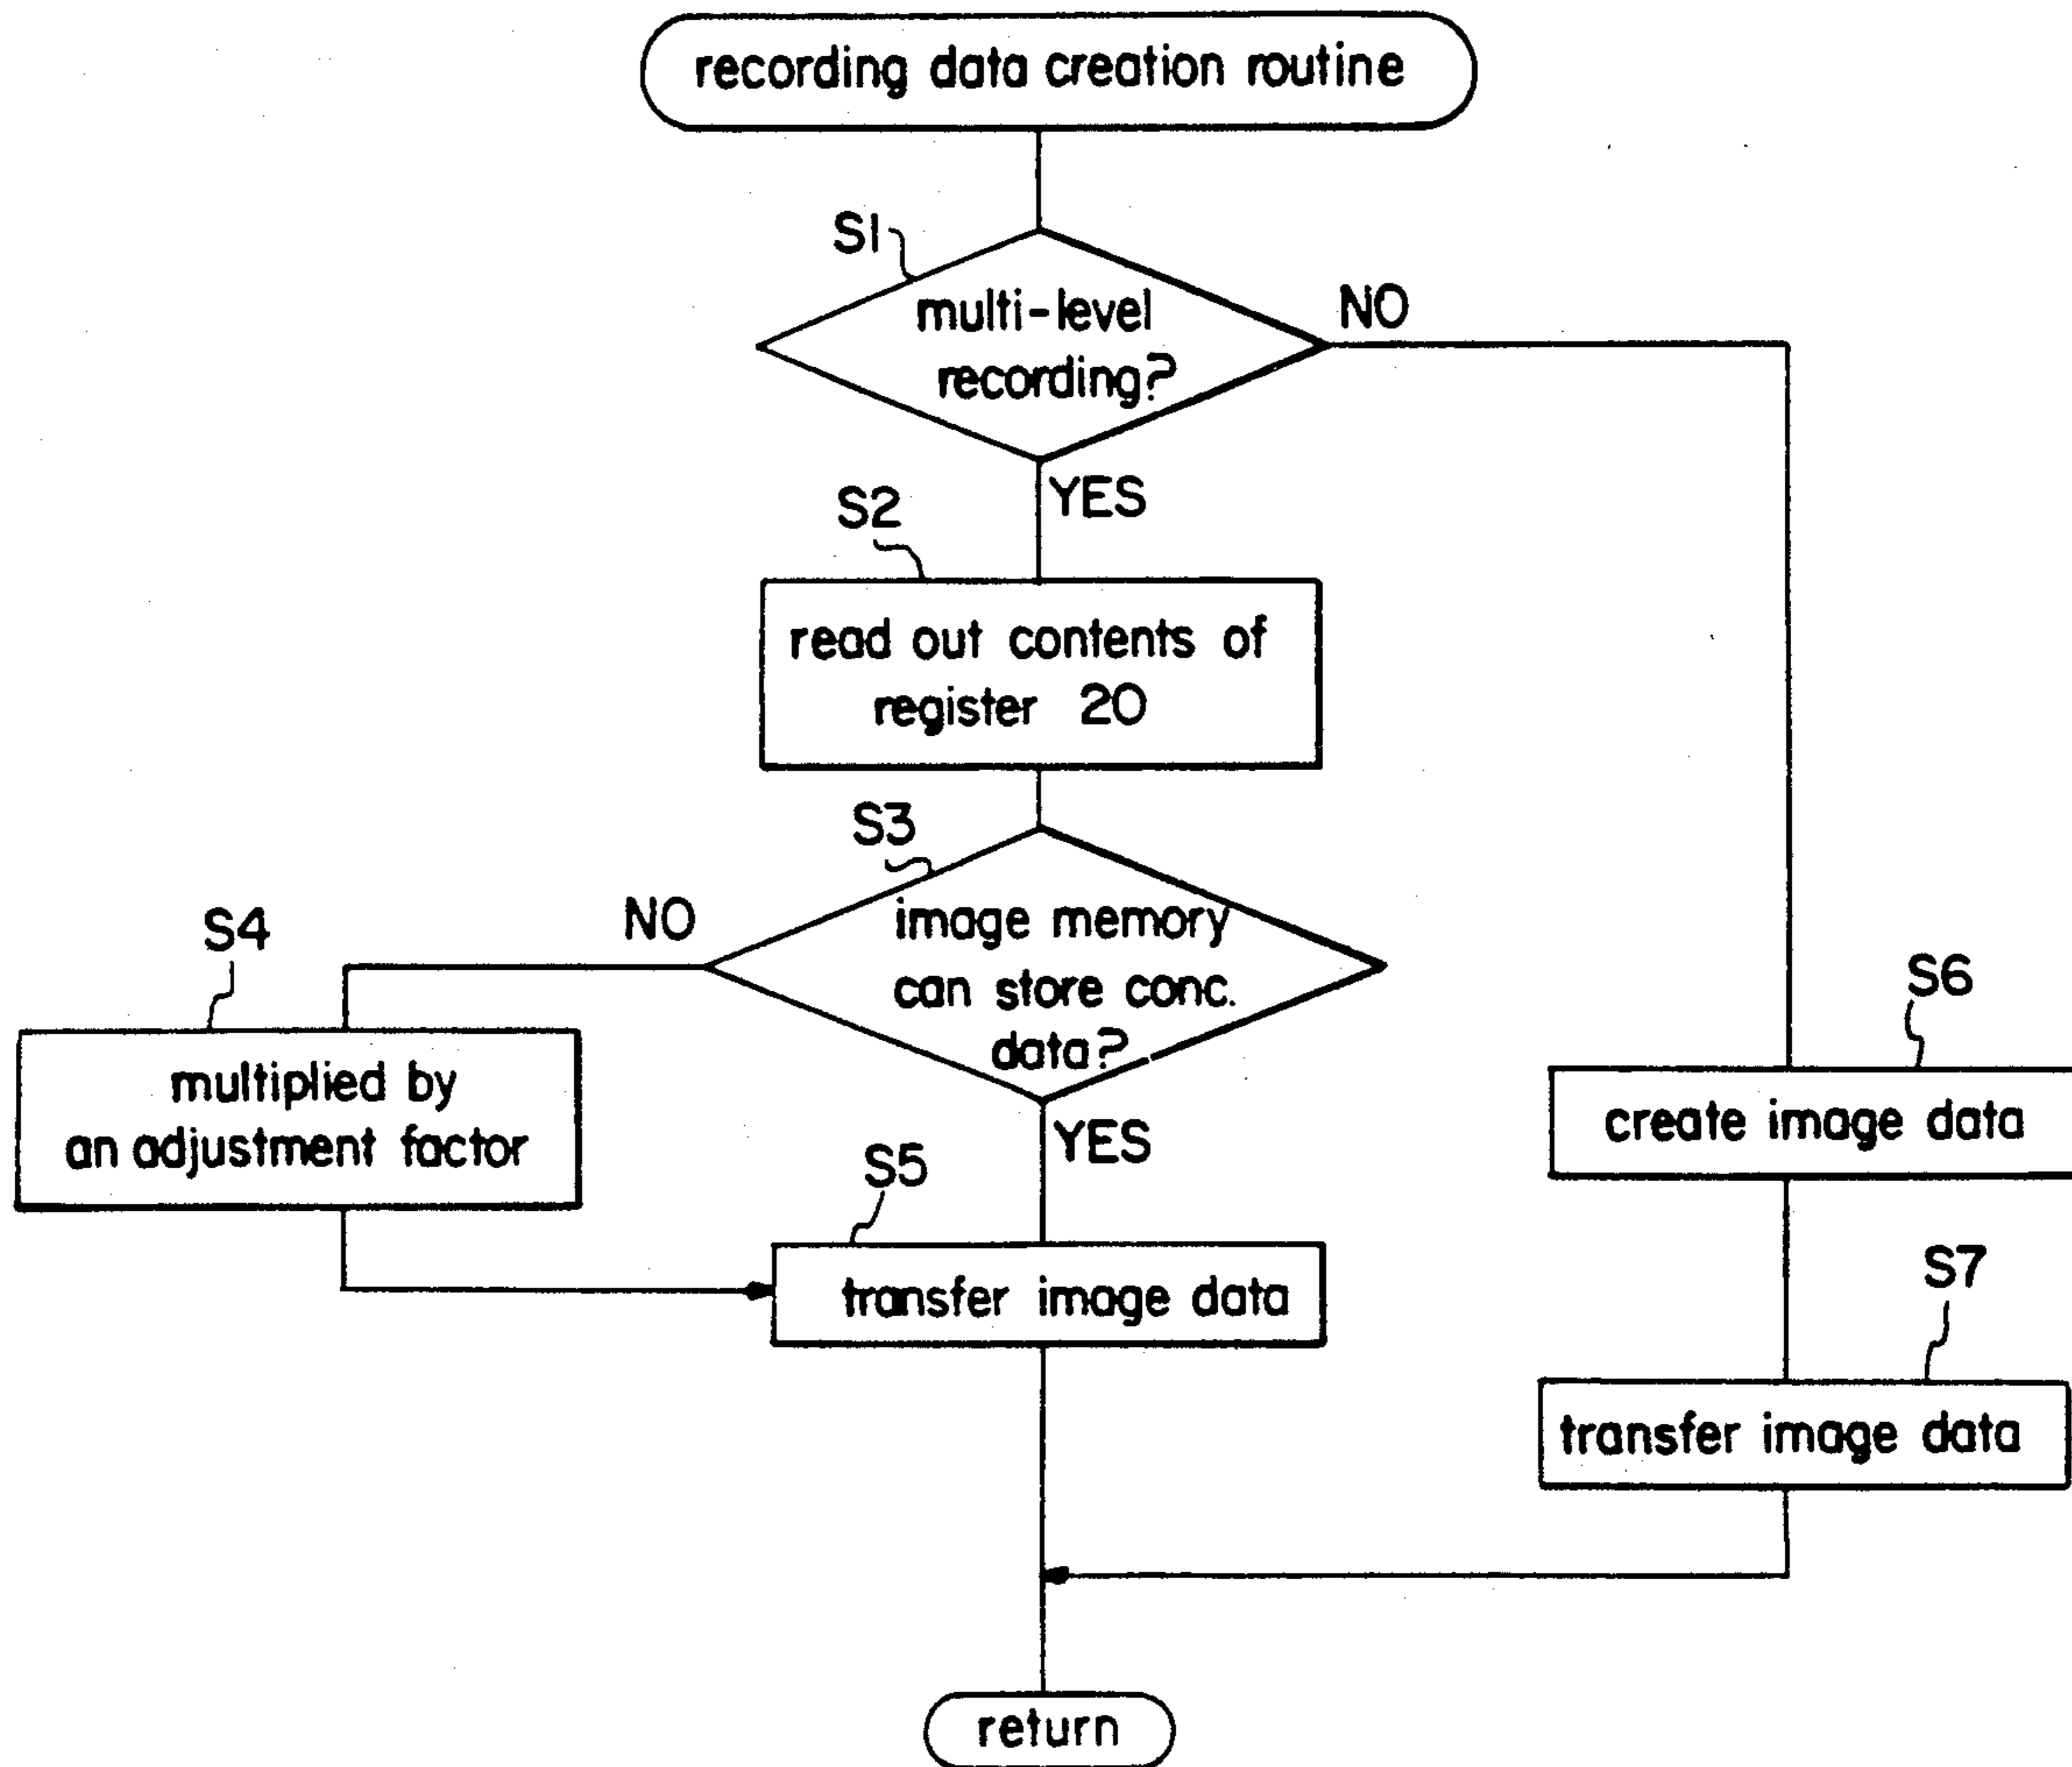 recording data creation routine
S1
multi-level
recording?
NO
YES
S2
read out contents of
register 20
S3
image memory
can store conc.
data?
NO
YES
S4
multiplied by
an adjustment factor
S5
transfer image data
S6
create image data
S7
transfer image data
return